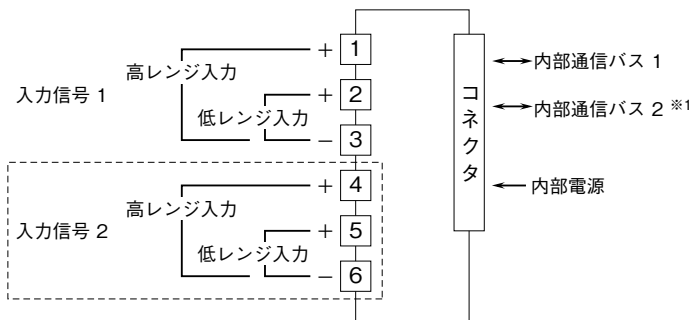 入力信号 1
高レンジ入力
低レンジ入力
+ 1
+ 2
− 3
入力信号 2
高レンジ入力
低レンジ入力
+ 4
+ 5
− 6
コネクタ
内部通信バス 1
内部通信バス 2 ※1
内部電源